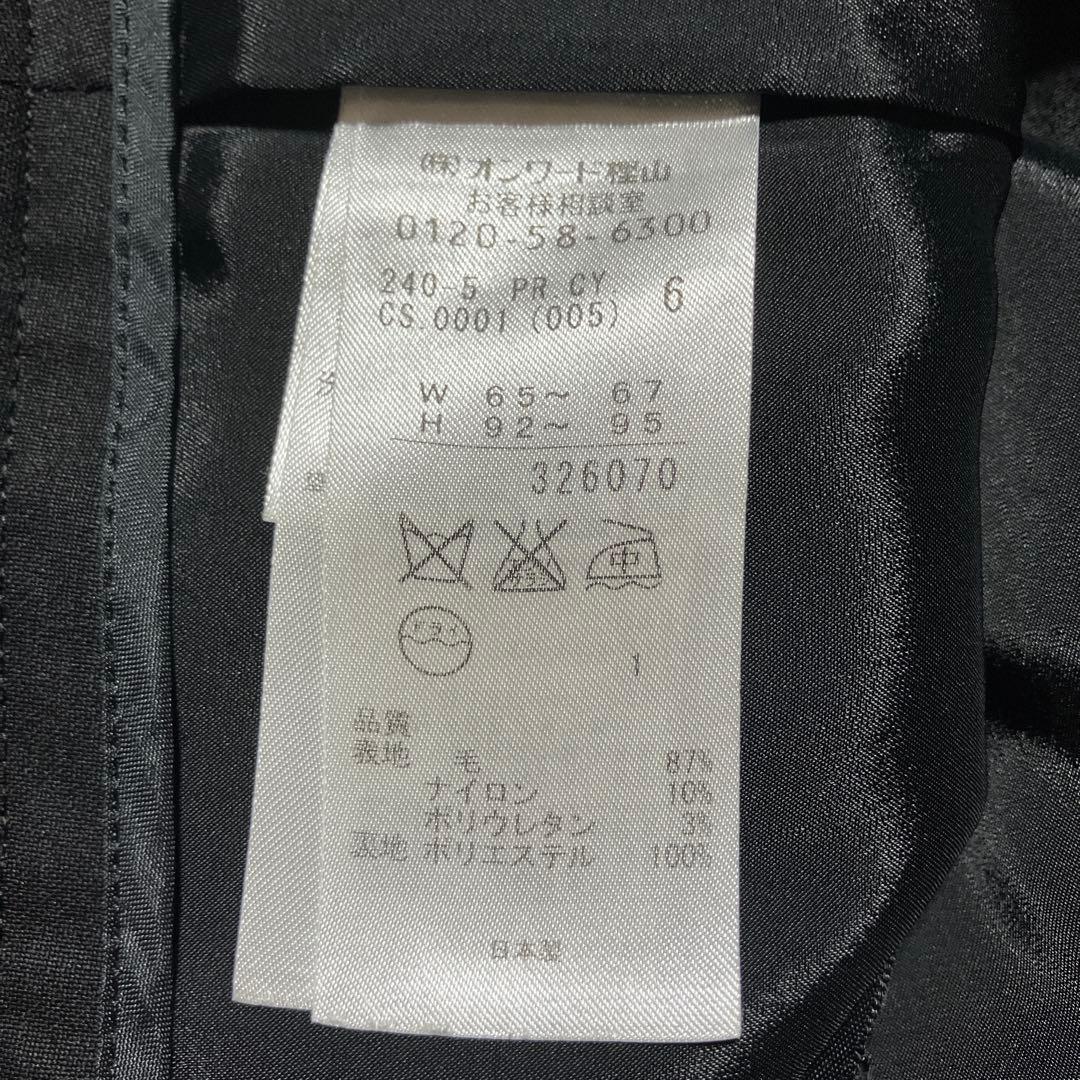 (株)オンワード樫山
お客様相談室
0120-58-6300
240-5 PR CY 6
CS.0001 (005)
W 65～ 67
H 92～ 95
326070
中
1
品質
表地 毛 87%
ナイロン 10%
ポリウレタン 3%
裏地 ポリエステル 100%
日本製